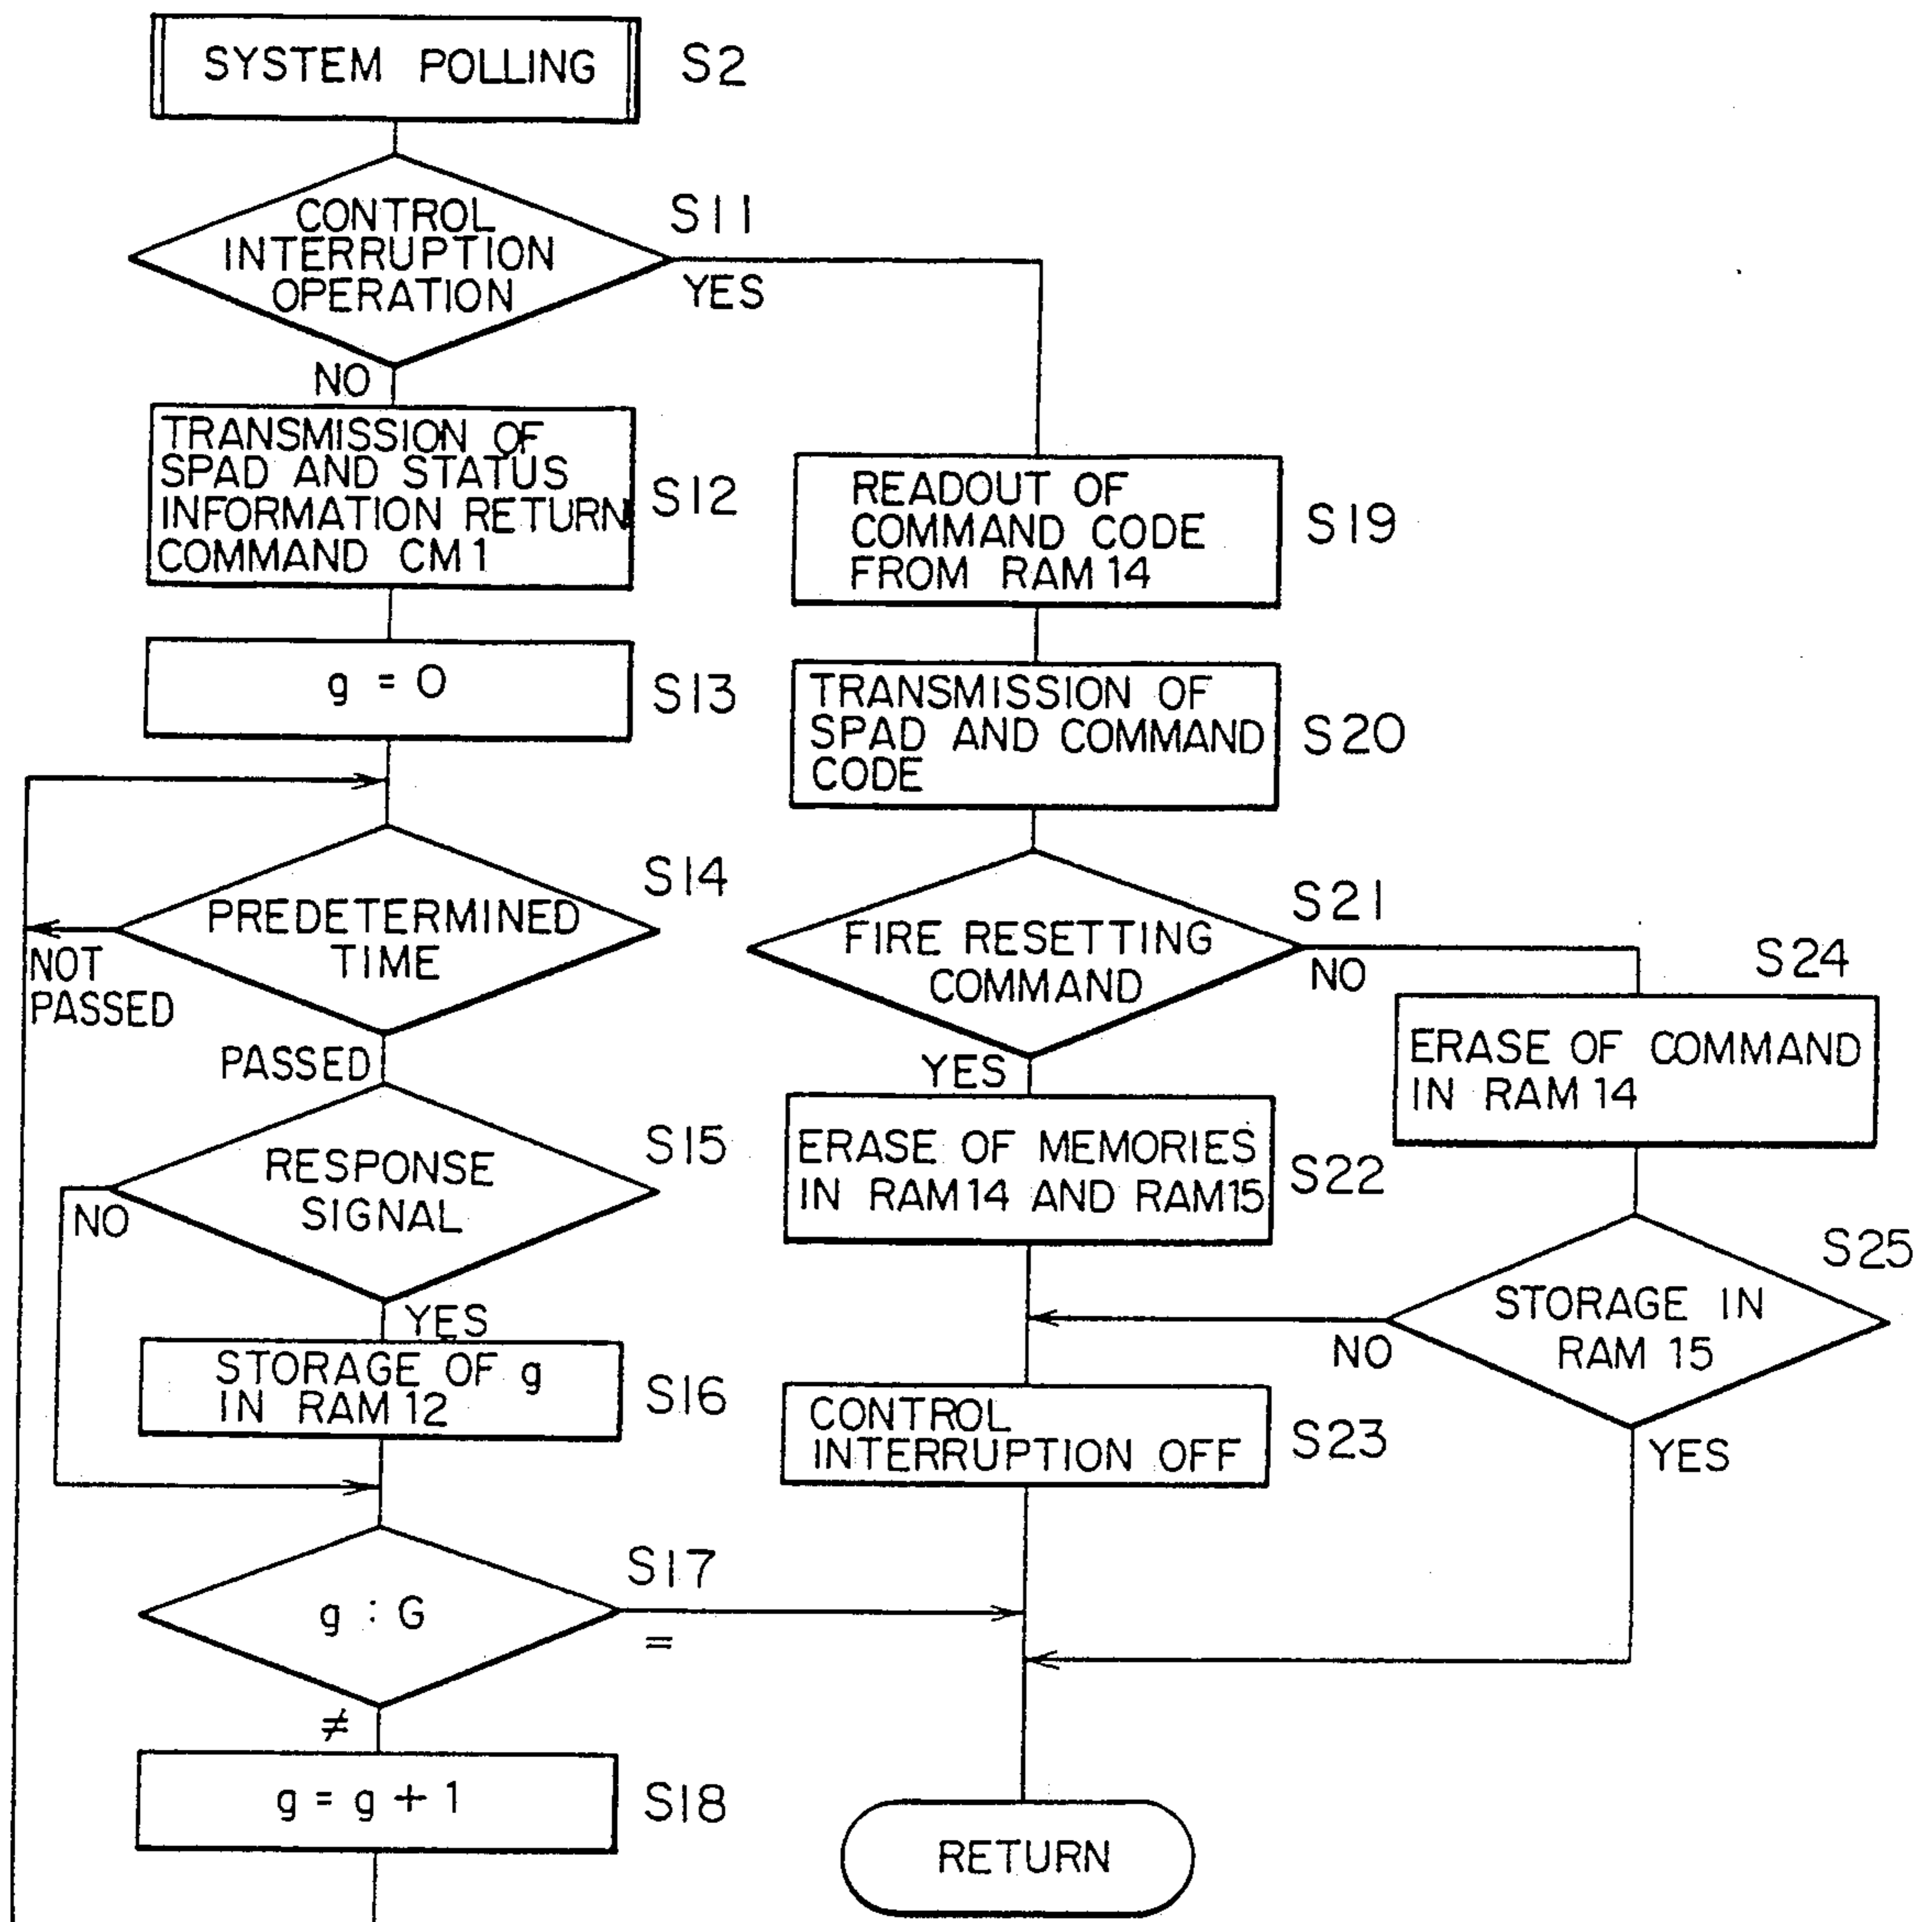 SYSTEM POLLING
S2
CONTROL
INTERRUPTION
OPERATION
S11
YES
NO
TRANSMISSION OF
SPAD AND STATUS
INFORMATION RETURN
COMMAND CM1
S12
g = 0
S13
PREDETERMINED
TIME
S14
NOT
PASSED
PASSED
RESPONSE
SIGNAL
S15
NO
YES
STORAGE OF g
IN RAM 12
S16
g : G
S17
=
≠
g = g + 1
S18
READOUT OF
COMMAND CODE
FROM RAM 14
S19
TRANSMISSION OF
SPAD AND COMMAND
CODE
S20
FIRE RESETTING
COMMAND
S21
NO
YES
ERASE OF MEMORIES
IN RAM 14 AND RAM 15
S22
CONTROL
INTERRUPTION OFF
S23
S24
ERASE OF COMMAND
IN RAM 14
STORAGE IN
RAM 15
S25
NO
YES
RETURN